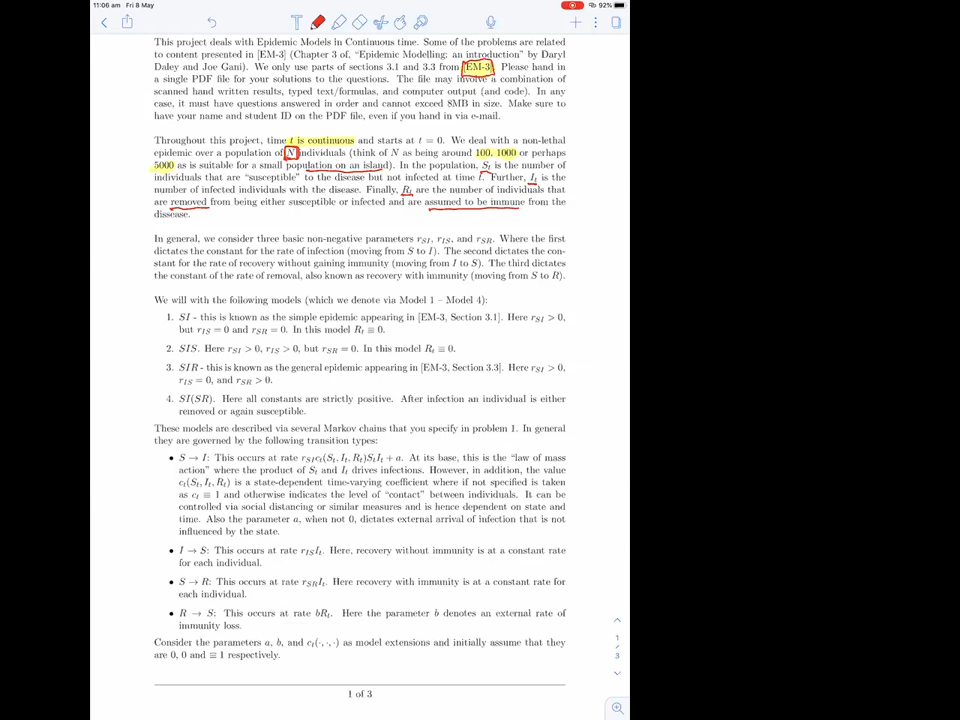 11:06 am Fri 8 May
92%
This project deals with Epidemic Models in Continuous time. Some of the problems are related
to content presented in [EM-3] (Chapter 3 of, "Epidemic Modelling: an introduction" by Daryl
Daley and Joe Gani). We only use parts of sections 3.1 and 3.3 from [EM-3]. Please hand in
a single PDF file for your solutions to the questions. The file may involve a combination of
scanned hand written results, typed text/formulas, and computer output (and code). In any
case, it must have questions answered in order and cannot exceed 8MB in size. Make sure to
have your name and student ID on the PDF file, even if you hand in via e-mail.
Throughout this project, time t is continuous and starts at t = 0. We deal with a non-lethal
epidemic over a population of N individuals (think of N as being around 100, 1000 or perhaps
5000 as is suitable for a small population on an island). In the population, S_t is the number of
individuals that are "susceptible" to the disease but not infected at time t. Further, I_t is the
number of infected individuals with the disease. Finally, R_t are the number of individuals that
are removed from being either susceptible or infected and are assumed to be immune from the
dissease.
In general, we consider three basic non-negative parameters r_SI, r_IS, and r_SR. Where the first
dictates the constant for the rate of infection (moving from S to I). The second dictates the con-
stant for the rate of recovery without gaining immunity (moving from I to S). The third dictates
the constant of the rate of removal, also known as recovery with immunity (moving from S to R).
We will with the following models (which we denote via Model 1 – Model 4):
1. SI - this is known as the simple epidemic appearing in [EM-3, Section 3.1]. Here r_SI > 0,
but r_IS = 0 and r_SR = 0. In this model R_t ≡ 0.
2. SIS. Here r_SI > 0, r_IS > 0, but r_SR = 0. In this model R_t ≡ 0.
3. SIR - this is known as the general epidemic appearing in [EM-3, Section 3.3]. Here r_SI > 0,
r_IS = 0, and r_SR > 0.
4. SI(SR). Here all constants are strictly positive. After infection an individual is either
removed or again susceptible.
These models are described via several Markov chains that you specify in problem 1. In general
they are governed by the following transition types:
• S → I: This occurs at rate r_SI c_t(S_t, I_t, R_t)S_t I_t + a. At its base, this is the "law of mass
action" where the product of S_t and I_t drives infections. However, in addition, the value
c_t(S_t, I_t, R_t) is a state-dependent time-varying coefficient where if not specified is taken
as c_t ≡ 1 and otherwise indicates the level of "contact" between individuals. It can be
controlled via social distancing or similar measures and is hence dependent on state and
time. Also the parameter a, when not 0, dictates external arrival of infection that is not
influenced by the state.
• I → S: This occurs at rate r_IS I_t. Here, recovery without immunity is at a constant rate
for each individual.
• S → R: This occurs at rate r_SR I_t. Here recovery with immunity is at a constant rate for
each individual.
• R → S: This occurs at rate bR_t. Here the parameter b denotes an external rate of
immunity loss.
Consider the parameters a, b, and c_t(·, ·, ·) as model extensions and initially assume that they
are 0, 0 and ≡ 1 respectively.
1 of 3
1
/
3